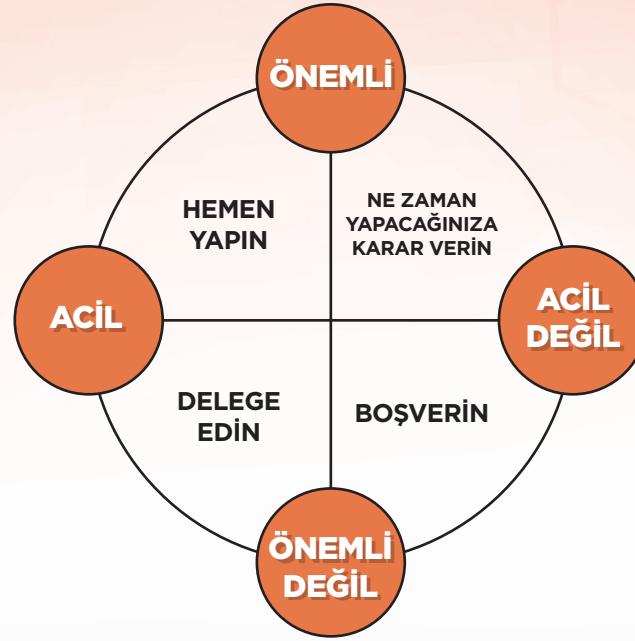 ÖNEMLİ
HEMEN
YAPIN
NE ZAMAN
YAPACAĞINIZA
KARAR VERİN
ACİL
ACİL
DEĞİL
DELEGE
EDİN
BOŞVERİN
ÖNEMLİ
DEĞİL